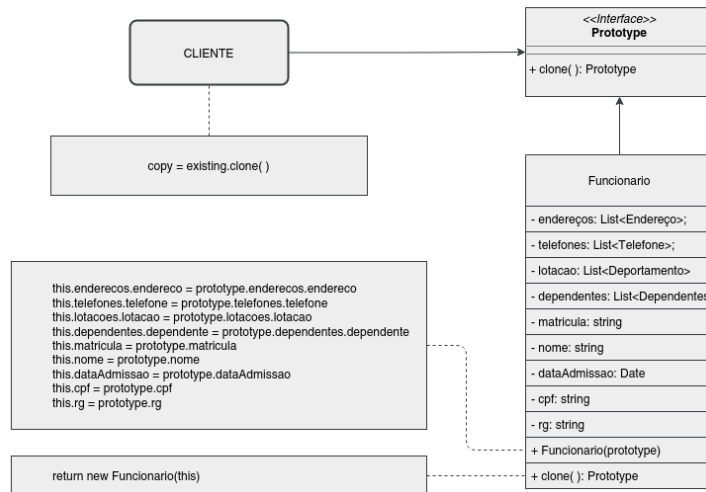 <<Interface>>
Prototype
CLIENTE
+ clone( ): Prototype
copy = existing.clone( )
Funcionario
- endereços: List<Endereço>;
- telefones: List<Telefone>;
- lotacao: List<Deportamento>
- dependentes: List<Dependentes
- matricula: string
- nome: string
- dataAdmissao: Date
- cpf: string
- rg: string
+ Funcionario(prototype)
+ clone( ): Prototype
this.enderecos.endereco = prototype.enderecos.endereco
this.telefones.telefone = prototype.telefones.telefone
this.lotacoes.lotacao = prototype.lotacoes.lotacao
this.dependentes.dependente = prototype.dependentes.dependente
this.matricula = prototype.matricula
this.nome = prototype.nome
this.dataAdmissao = prototype.dataAdmissao
this.cpf = prototype.cpf
this.rg = prototype.rg
return new Funcionario(this)